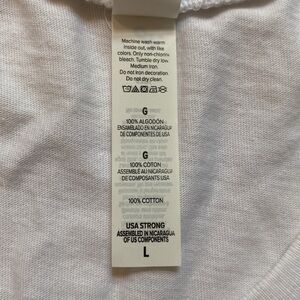 Machine wash warm
inside out, with like
colors. Only non-chlorine
bleach. Tumble dry low.
Medium iron.
Do not iron decoration.
Do not dry clean.
G
100% ALGODÓN
ENSAMBLADO EN NICARAGUA
DE COMPONENTES DE USA
G
100% COTON
ASSEMBLÉ AU NICARAGUA
DE COMPOSANTS USA
100% COTTON
USA STRONG
ASSEMBLED IN NICARAGUA
OF US COMPONENTS
L